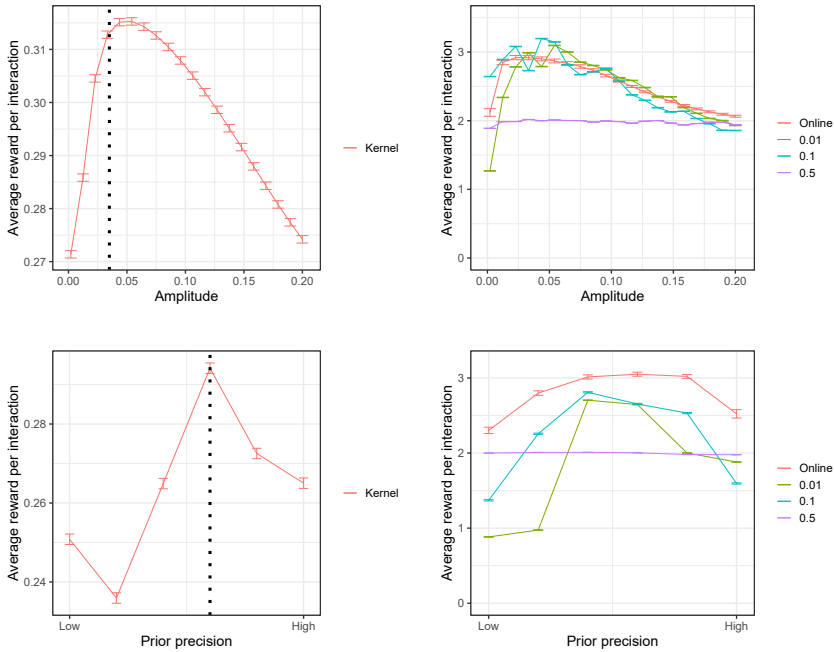 Average reward per interaction
0.31
0.30
0.29
0.28
0.27
0.00
0.05
0.10
0.15
0.20
Amplitude
Kernel
Average reward per interaction
3
2
1
0
0.00
0.05
0.10
0.15
0.20
Amplitude
Online
0.01
0.1
0.5
Average reward per interaction
0.28
0.26
0.24
Low
High
Prior precision
Kernel
Average reward per interaction
3
2
1
0
Low
High
Prior precision
Online
0.01
0.1
0.5